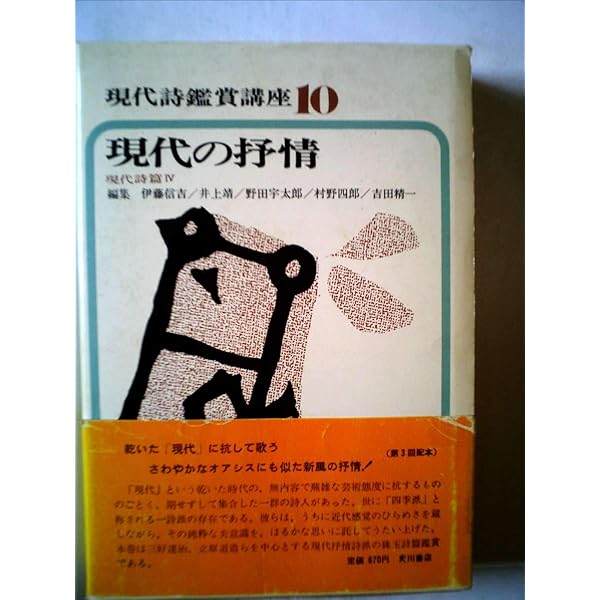 現代詩鑑賞講座10
現代の抒情
現代詩篇Ⅳ
編集 伊藤信吉/井上靖/野田宇太郎/村野四郎/吉田精一
乾いた「現代」に抗して歌う
さわやかなオアシスにも似た新風の抒情!
(第3回配本)
「現代」という乾いた時代の、無内容で蕪雑な芸術態度に抗するもの
のごとく、期せずして集合した一群の詩人があった。世に「四季派」と
称される一詩派の存在である。彼らは、うちに近代感覚のひらめきを蔵
しながら、その純粋な美意識を、はるかな思いに託してうたい上げた。
本巻は三好達治、立原道造らを中心とする現代抒情詩派の珠玉詩篇鑑賞
である。
定価 670円 角川書店